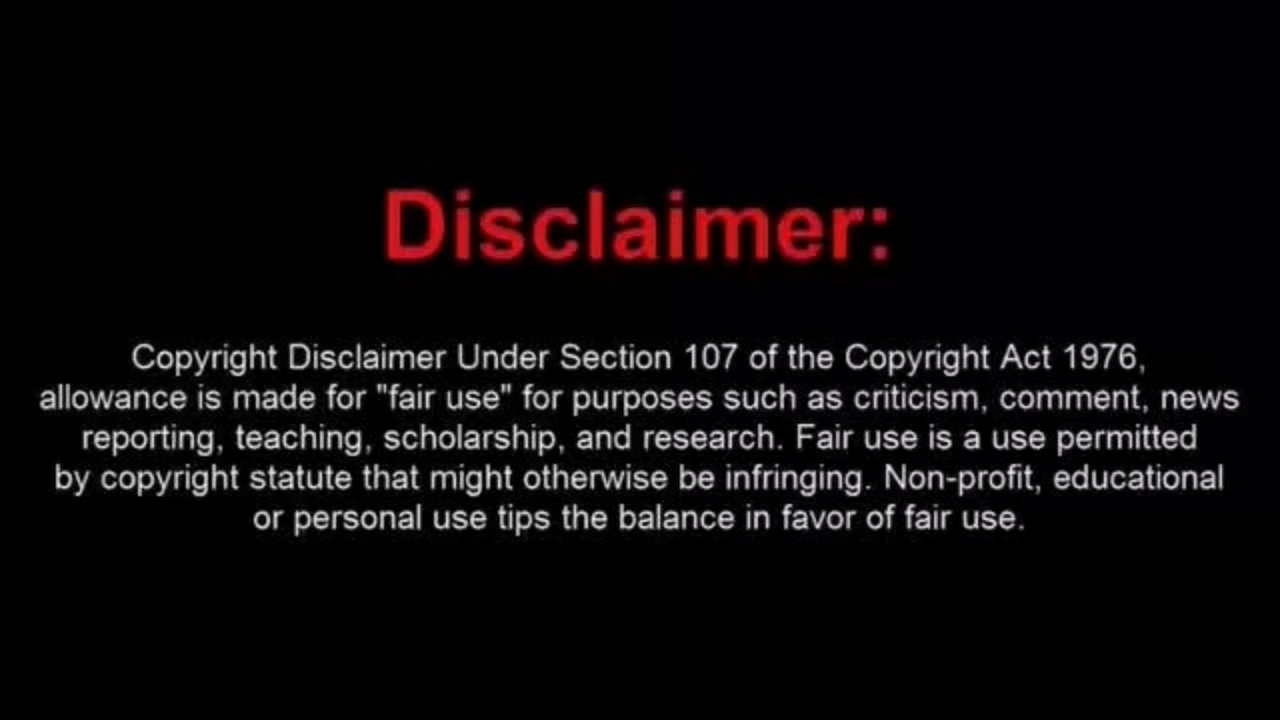 Disclaimer:
Copyright Disclaimer Under Section 107 of the Copyright Act 1976,
allowance is made for "fair use" for purposes such as criticism, comment, news
reporting, teaching, scholarship, and research. Fair use is a use permitted
by copyright statute that might otherwise be infringing. Non-profit, educational
or personal use tips the balance in favor of fair use.